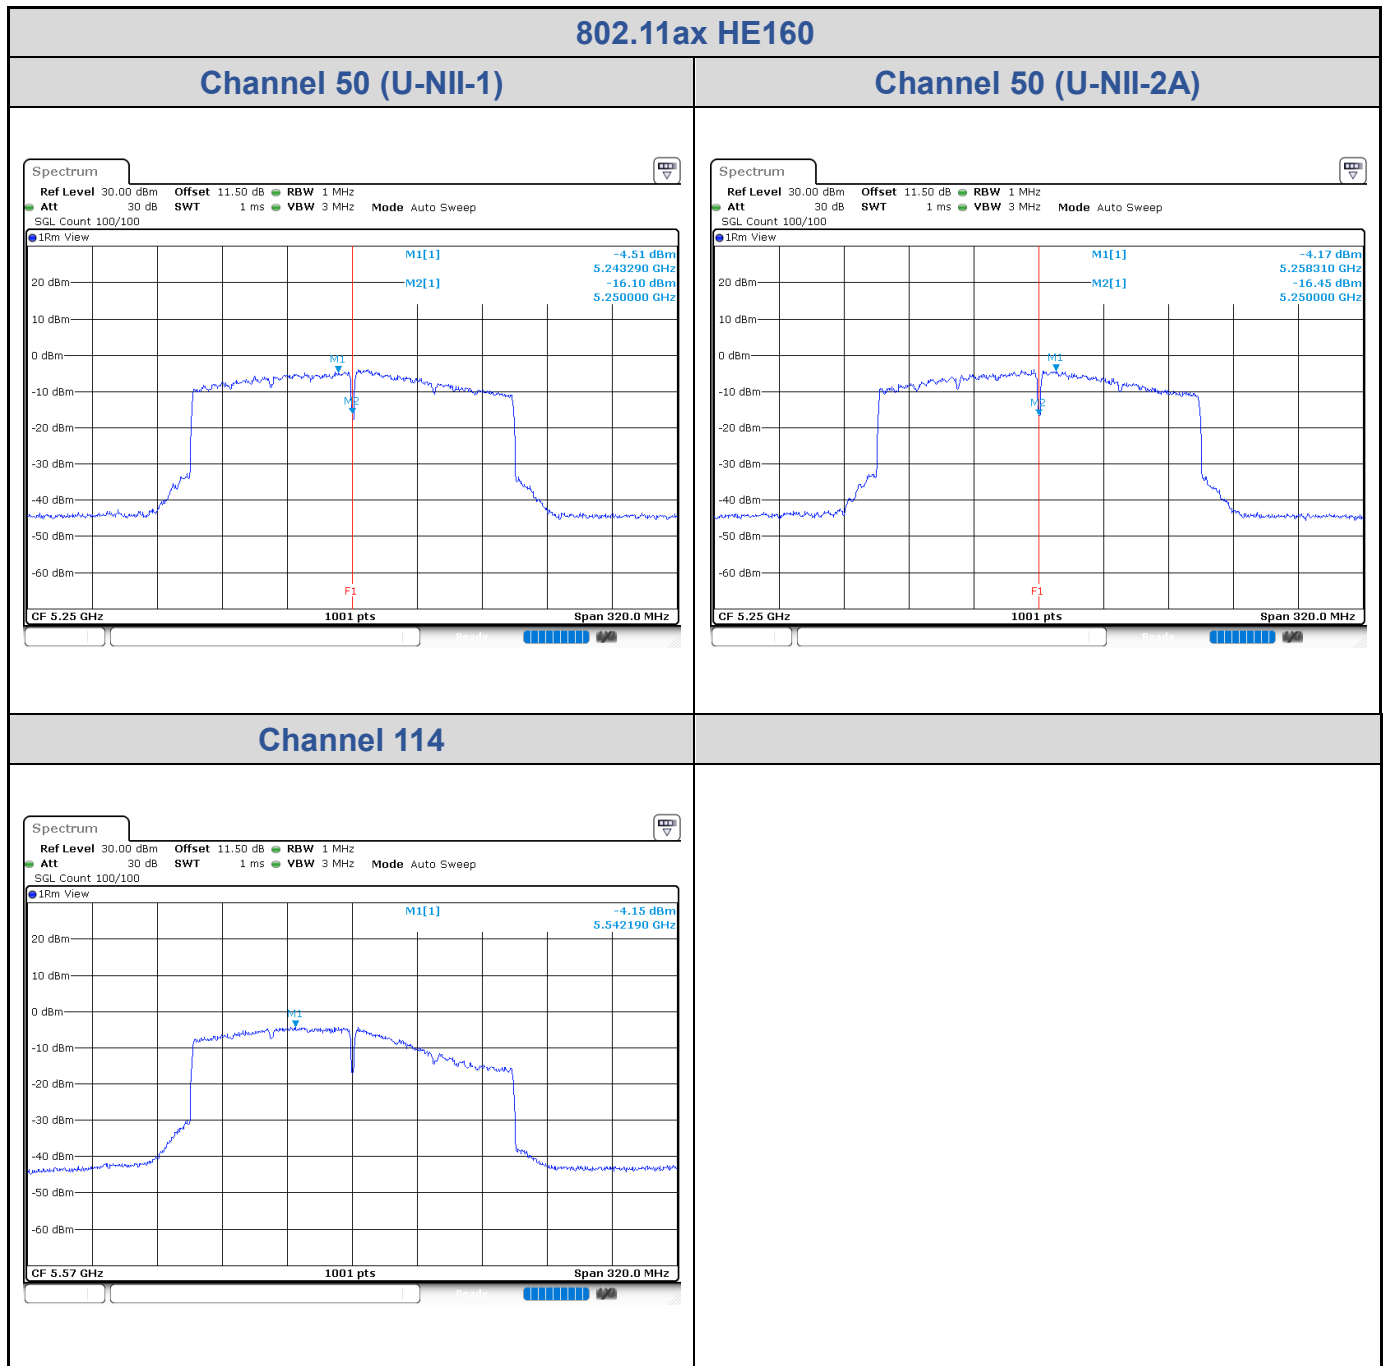 802.11ax HE160
Channel 50 (U-NII-1)
Channel 50 (U-NII-2A)
Spectrum
Ref Level 30.00 dBm Offset 11.50 dB RBW 1 MHz
Att 30 dB SWT 1 ms VBW 3 MHz Mode Auto Sweep
SGL Count 100/100
1Rm View
M1[1] -4.51 dBm
5.243290 GHz
M2[1] -16.10 dBm
5.250000 GHz
20 dBm
10 dBm
0 dBm
M1
-10 dBm
M2
-20 dBm
-30 dBm
-40 dBm
-50 dBm
-60 dBm
F1
CF 5.25 GHz 1001 pts Span 320.0 MHz
Ready
Spectrum
Ref Level 30.00 dBm Offset 11.50 dB RBW 1 MHz
Att 30 dB SWT 1 ms VBW 3 MHz Mode Auto Sweep
SGL Count 100/100
1Rm View
M1[1] -4.17 dBm
5.258310 GHz
M2[1] -16.45 dBm
5.250000 GHz
20 dBm
10 dBm
0 dBm
M1
-10 dBm
M2
-20 dBm
-30 dBm
-40 dBm
-50 dBm
-60 dBm
F1
CF 5.25 GHz 1001 pts Span 320.0 MHz
Ready
Channel 114
Spectrum
Ref Level 30.00 dBm Offset 11.50 dB RBW 1 MHz
Att 30 dB SWT 1 ms VBW 3 MHz Mode Auto Sweep
SGL Count 100/100
1Rm View
M1[1] -4.15 dBm
5.542190 GHz
20 dBm
10 dBm
0 dBm
M1
-10 dBm
-20 dBm
-30 dBm
-40 dBm
-50 dBm
-60 dBm
CF 5.57 GHz 1001 pts Span 320.0 MHz
Ready